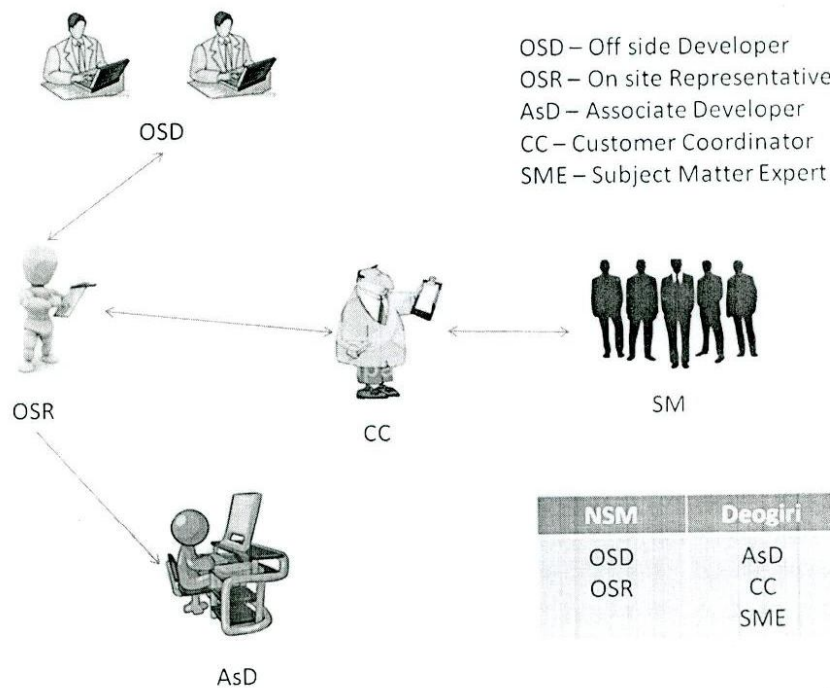 OSD – Off side Developer
OSR – On site Representative
AsD – Associate Developer
CC – Customer Coordinator
SME – Subject Matter Expert
OSD
OSR
CC
SM
AsD
NSM Deogiri
OSD AsD
OSR CC
SME